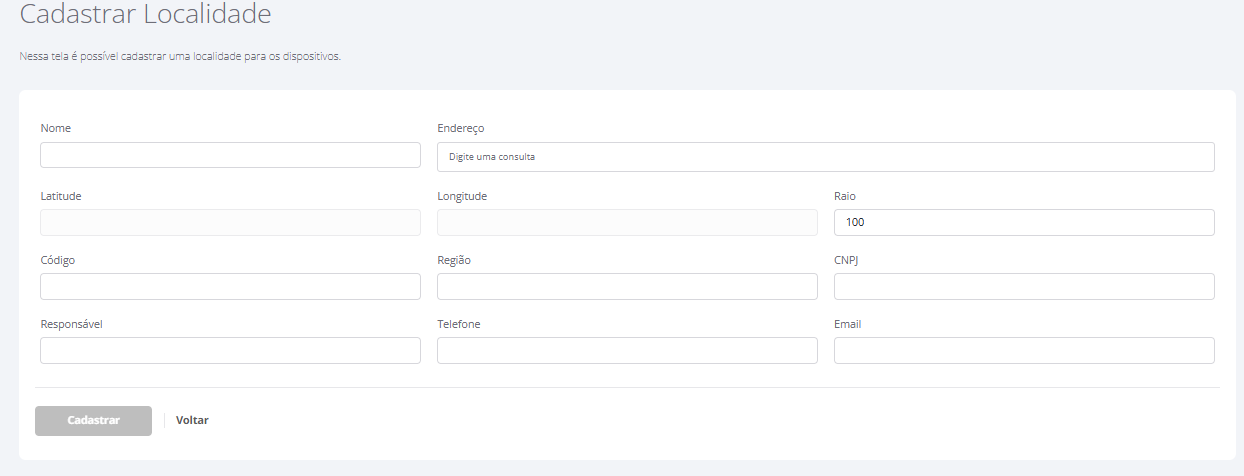 Cadastrar Localidade
Nessa tela é possível cadastrar uma localidade para os dispositivos.
Nome Endereço
Digite uma consulta
Latitude Longitude Raio
100
Código Região CNPJ
Responsável Telefone Email
Cadastrar Voltar